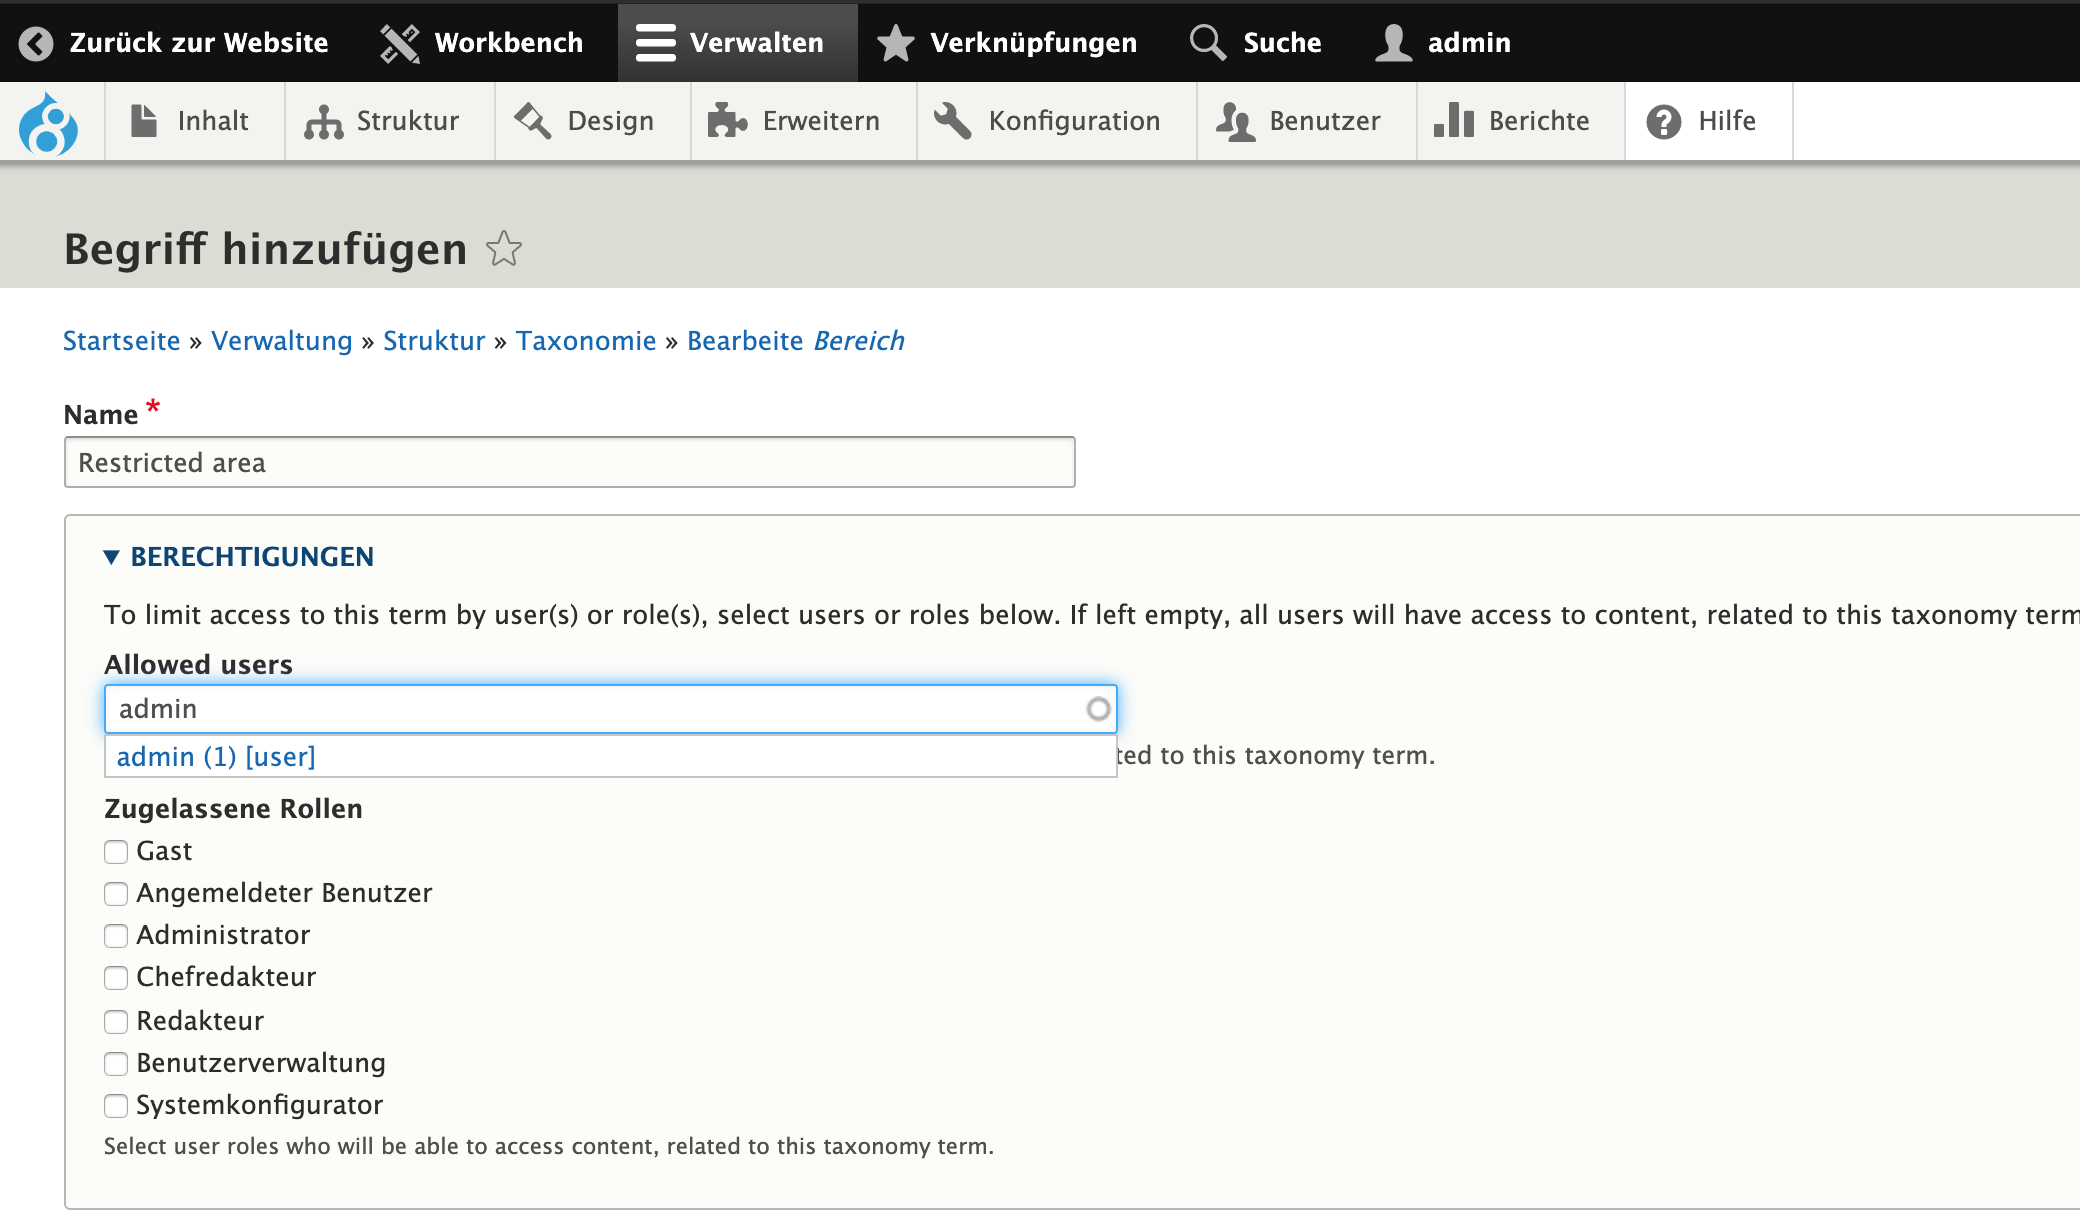 Zurück zur Website Workbench Verwalten Verknüpfungen Suche admin
Inhalt Struktur Design Erweitern Konfiguration Benutzer Berichte Hilfe
Begriff hinzufügen
Startseite » Verwaltung » Struktur » Taxonomie » Bearbeite Bereich
Name *
Restricted area
BERECHTIGUNGEN
To limit access to this term by user(s) or role(s), select users or roles below. If left empty, all users will have access to content, related to this taxonomy term
Allowed users
admin
admin (1) [user] to this taxonomy term.
Zugelassene Rollen
Gast
Angemeldeter Benutzer
Administrator
Chefredakteur
Redakteur
Benutzerverwaltung
Systemkonfigurator
Select user roles who will be able to access content, related to this taxonomy term.